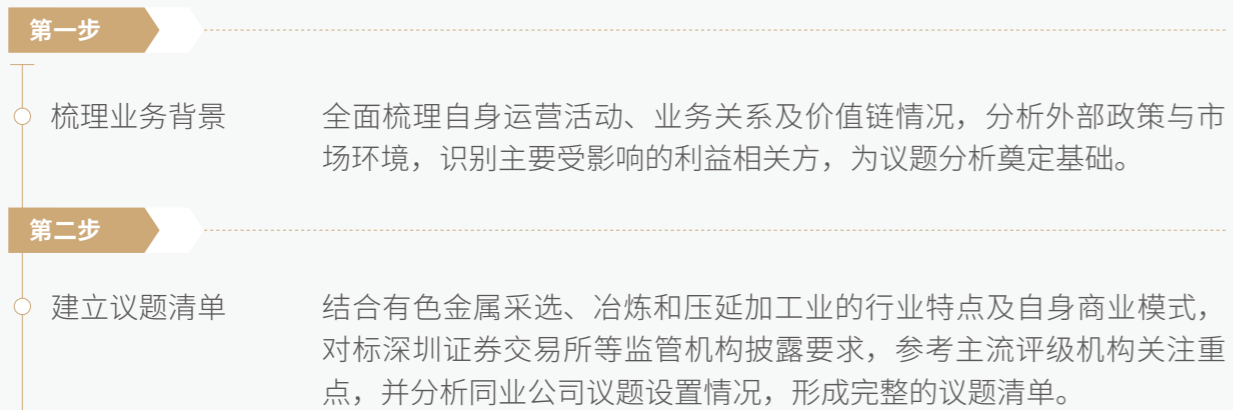 第一步
梳理业务背景
全面梳理自身运营活动、业务关系及价值链情况，分析外部政策与市
场环境，识别主要受影响的利益相关方，为议题分析奠定基础。
第二步
建立议题清单
结合有色金属采选、冶炼和压延加工业的行业特点及自身商业模式，
对标深圳证券交易所等监管机构披露要求，参考主流评级机构关注重
点，并分析同业公司议题设置情况，形成完整的议题清单。